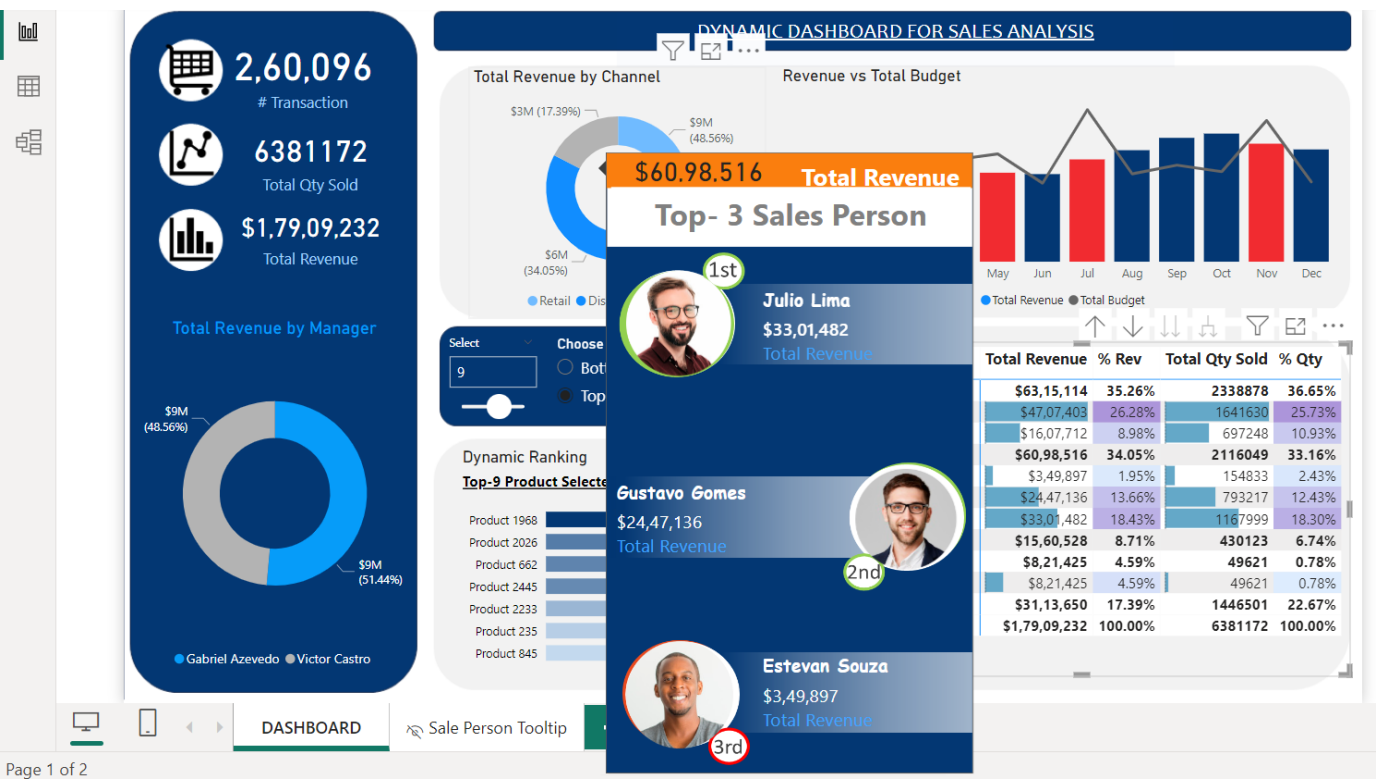 DYNAMIC DASHBOARD FOR SALES ANALYSIS
2,60,096
# Transaction
6381172
Total Qty Sold
$1,79,09,232
Total Revenue
Total Revenue by Manager
$9M
(48.56%)
$9M
(51.44%)
Gabriel Azevedo Victor Castro
Total Revenue by Channel
$3M (17.39%)
$9M
(48.56%)
$6M
(34.05%)
Retail Dis
Revenue vs Total Budget
May Jun Jul Aug Sep Oct Nov Dec
Total Revenue Total Budget
Select
9
Choose
Bot
Top
Dynamic Ranking
Top-9 Product Selecte
Product 1968
Product 2026
Product 662
Product 2445
Product 2233
Product 235
Product 845
$60,98,516 Total Revenue
Top- 3 Sales Person
1st
Julio Lima
$33,01,482
Total Revenue
Gustavo Gomes
$24,47,136
Total Revenue
2nd
Estevan Souza
$3,49,897
Total Revenue
3rd
Total Revenue % Rev Total Qty Sold % Qty
$63,15,114 35.26% 2338878 36.65%
$47,07,403 26.28% 1641630 25.73%
$16,07,712 8.98% 697248 10.93%
$60,98,516 34.05% 2116049 33.16%
$3,49,897 1.95% 154833 2.43%
$24,47,136 13.66% 793217 12.43%
$33,01,482 18.43% 1167999 18.30%
$15,60,528 8.71% 430123 6.74%
$8,21,425 4.59% 49621 0.78%
$8,21,425 4.59% 49621 0.78%
$31,13,650 17.39% 1446501 22.67%
$1,79,09,232 100.00% 6381172 100.00%
DASHBOARD Sale Person Tooltip
Page 1 of 2